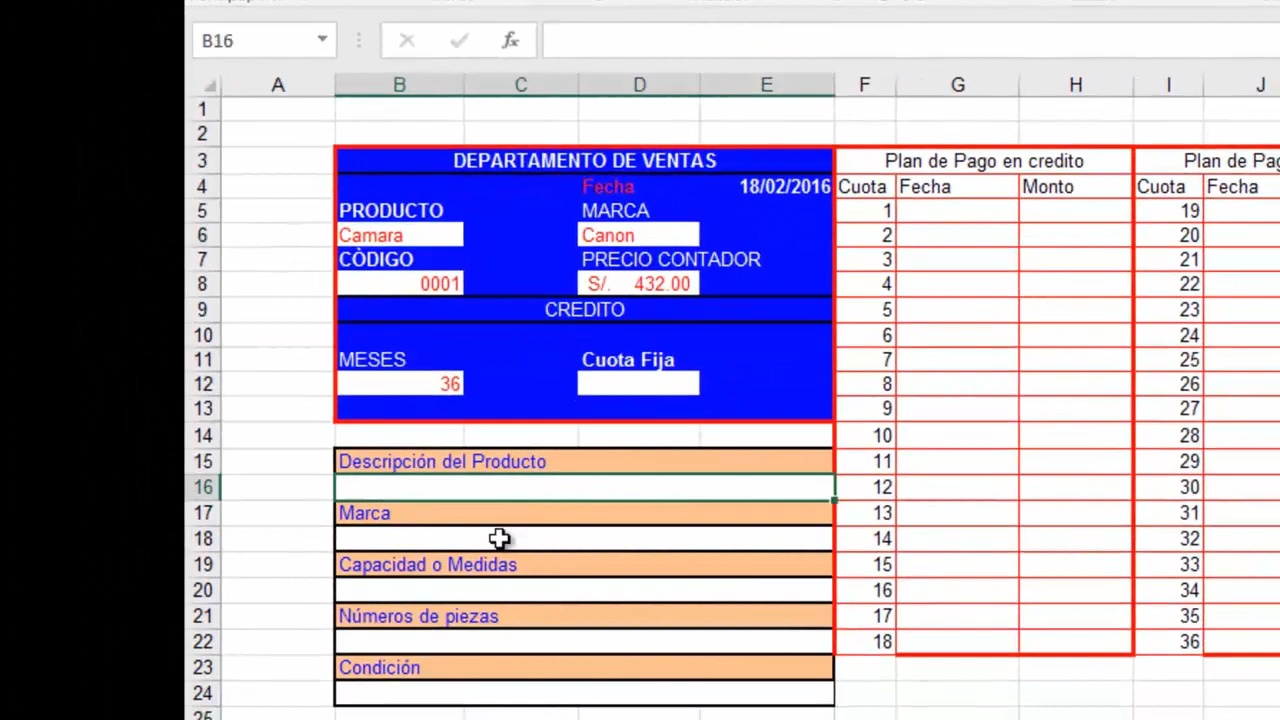 B16 fx
A B C D E F G H I J
1
2
3 DEPARTAMENTO DE VENTAS Plan de Pago en credito
4 Fecha 18/02/2016 Cuota Fecha Monto Cuota Fecha
5 PRODUCTO MARCA 1 19
6 Camara Canon 2 20
7 CÒDIGO PRECIO CONTADOR 3 21
8 0001 S/. 432.00 4 22
9 CREDITO 5 23
10 6 24
11 MESES Cuota Fija 7 25
12 36 8 26
13 9 27
14 10 28
15 Descripción del Producto 11 29
16 12 30
17 Marca 13 31
18 14 32
19 Capacidad o Medidas 15 33
20 16 34
21 Números de piezas 17 35
22 18 36
23 Condición
24